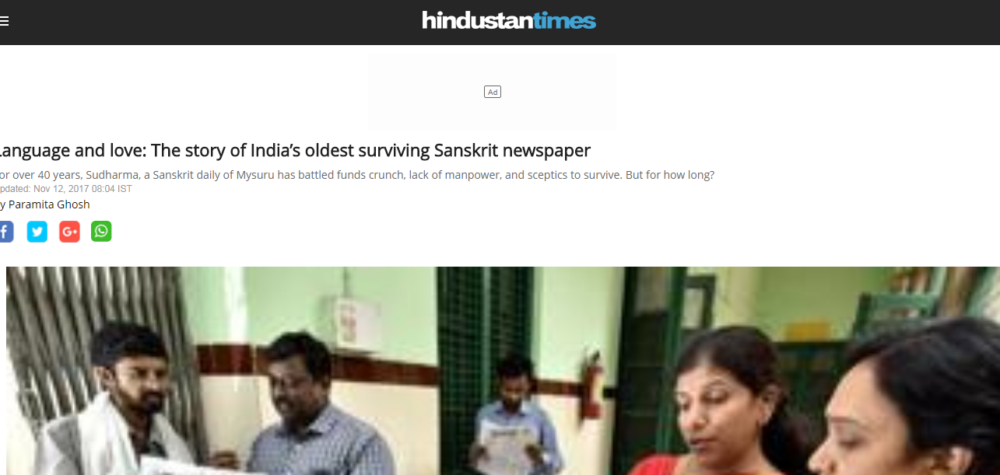 hindustantimes
Ad
anguage and love: The story of India’s oldest surviving Sanskrit newspaper
or over 40 years, Sudharma, a Sanskrit daily of Mysuru has battled funds crunch, lack of manpower, and sceptics to survive. But for how long?
pdated: Nov 12, 2017 08:04 IST
y Paramita Ghosh
f
G+